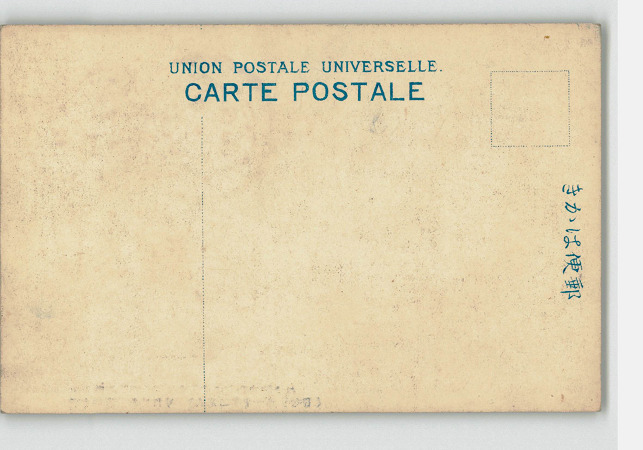 UNION POSTALE UNIVERSELLE.
CARTE POSTALE
きかは便郵